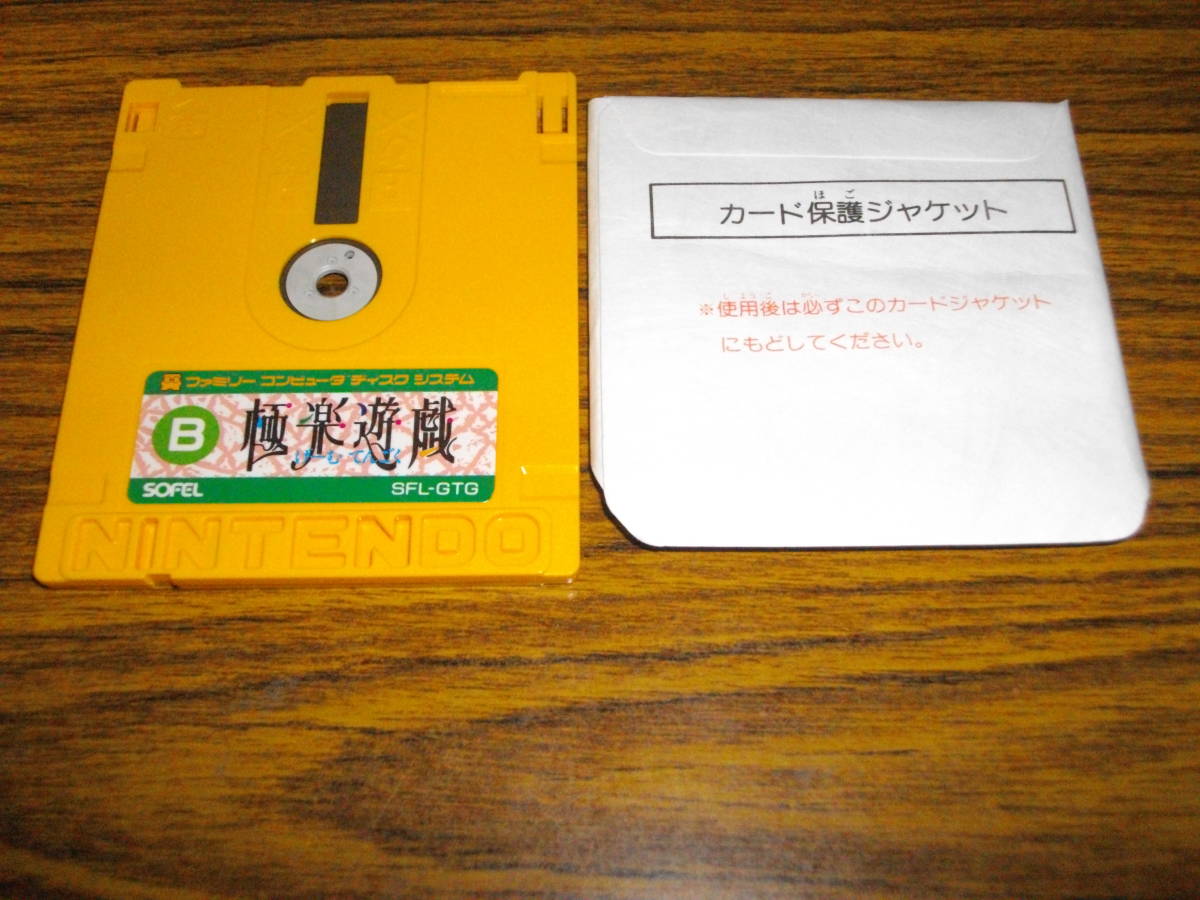 ファミリー コンピュータ ディスク システム
B
極楽遊戯
げーむ てんごく
SOFEL
SFL-GTG
NINTENDO
ほ ご
カード保護ジャケット
※使用後は必ずこのカードジャケット
にもどしてください。